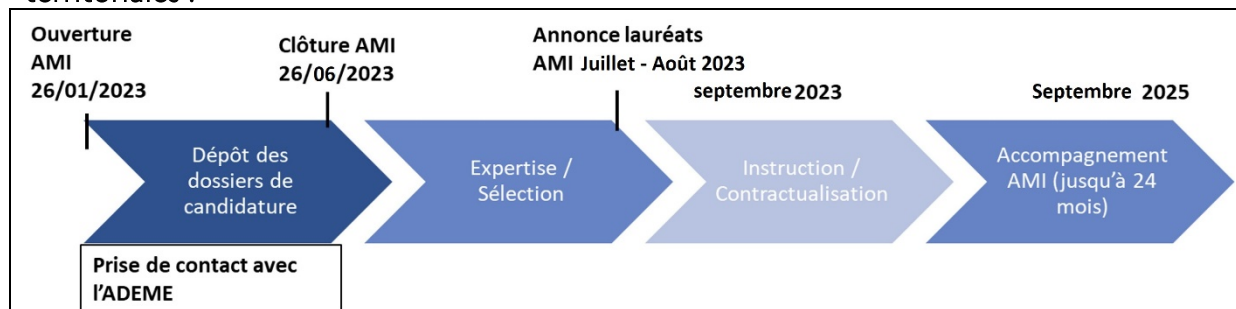 territoriales :
Ouverture
AMI
26/01/2023
Clôture AMI
26/06/2023
Annonce lauréats
AMI Juillet - Août 2023
septembre 2023
Septembre 2025
Dépôt des
dossiers de
candidature
Expertise /
Sélection
Instruction /
Contractualisation
Accompagnement
AMI (jusqu'à 24
mois)
Prise de contact avec
l'ADEME